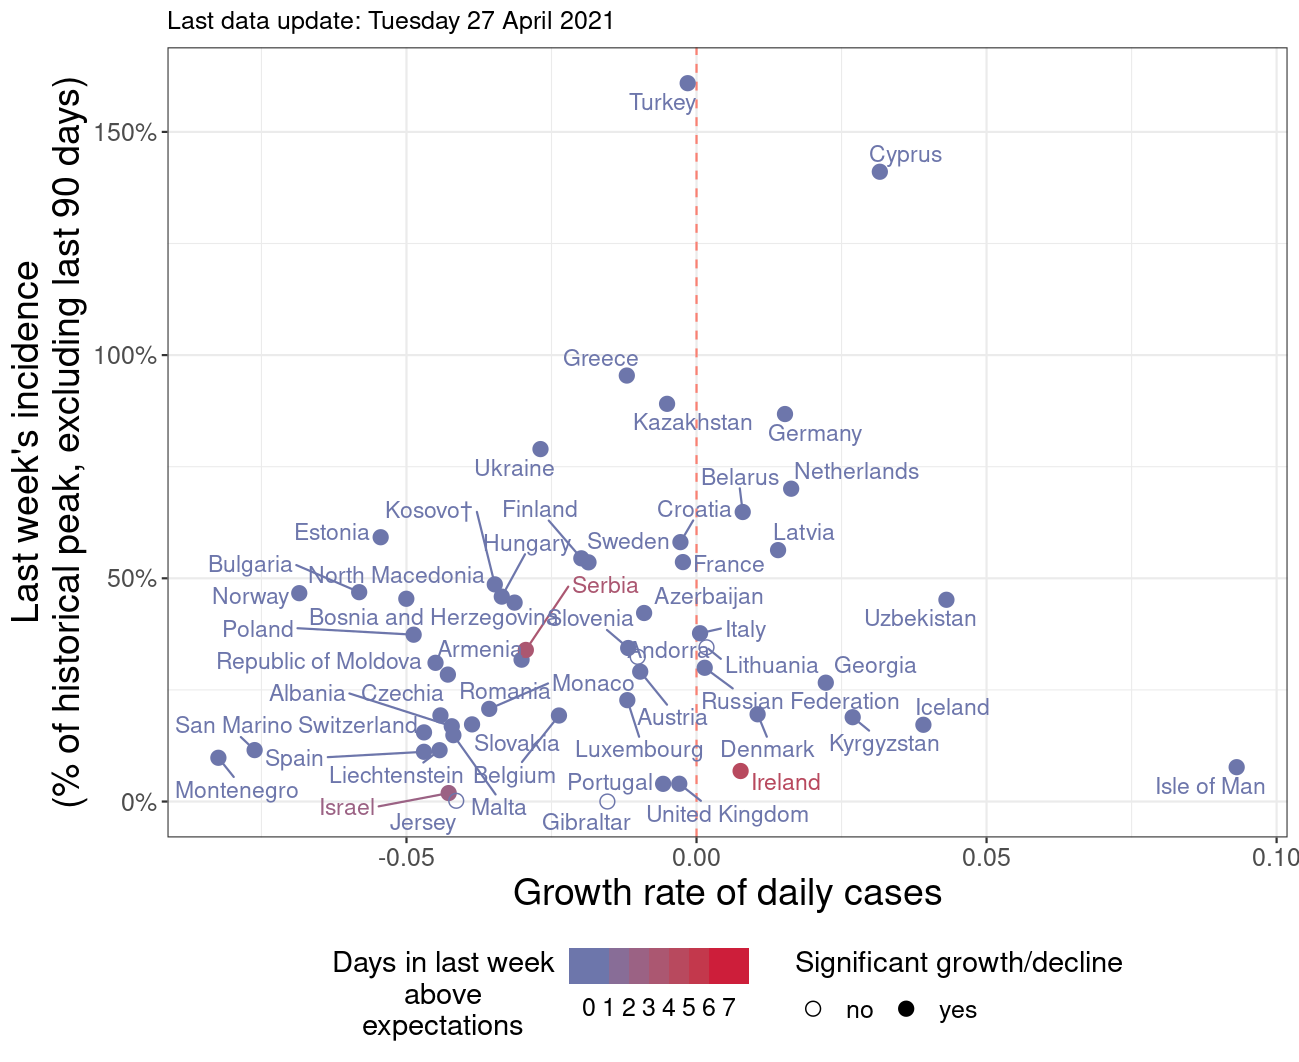 Last data update: Tuesday 27 April 2021
Last week's incidence
(% of historical peak, excluding last 90 days)
150%
100%
50%
0%
Turkey
Cyprus
Greece
Kazakhstan
Germany
Ukraine
Belarus
Netherlands
Kosovo†
Finland
Croatia
Estonia
Hungary
Sweden
Latvia
Bulgaria
North Macedonia
France
Norway
Serbia
Azerbaijan
Bosnia and Herzegovina
Slovenia
Uzbekistan
Poland
Italy
Armenia
Andorra
Republic of Moldova
Lithuania
Georgia
Albania
Czechia
Romania
Monaco
Russian Federation
Iceland
San Marino
Switzerland
Austria
Slovakia
Luxembourg
Denmark
Kyrgyzstan
Spain
Liechtenstein
Belgium
Portugal
Ireland
Isle of Man
Montenegro
Israel
Malta
Jersey
Gibraltar
United Kingdom
-0.05
0.00
0.05
0.10
Growth rate of daily cases
Days in last week
above
expectations
0 1 2 3 4 5 6 7
Significant growth/decline
no
yes